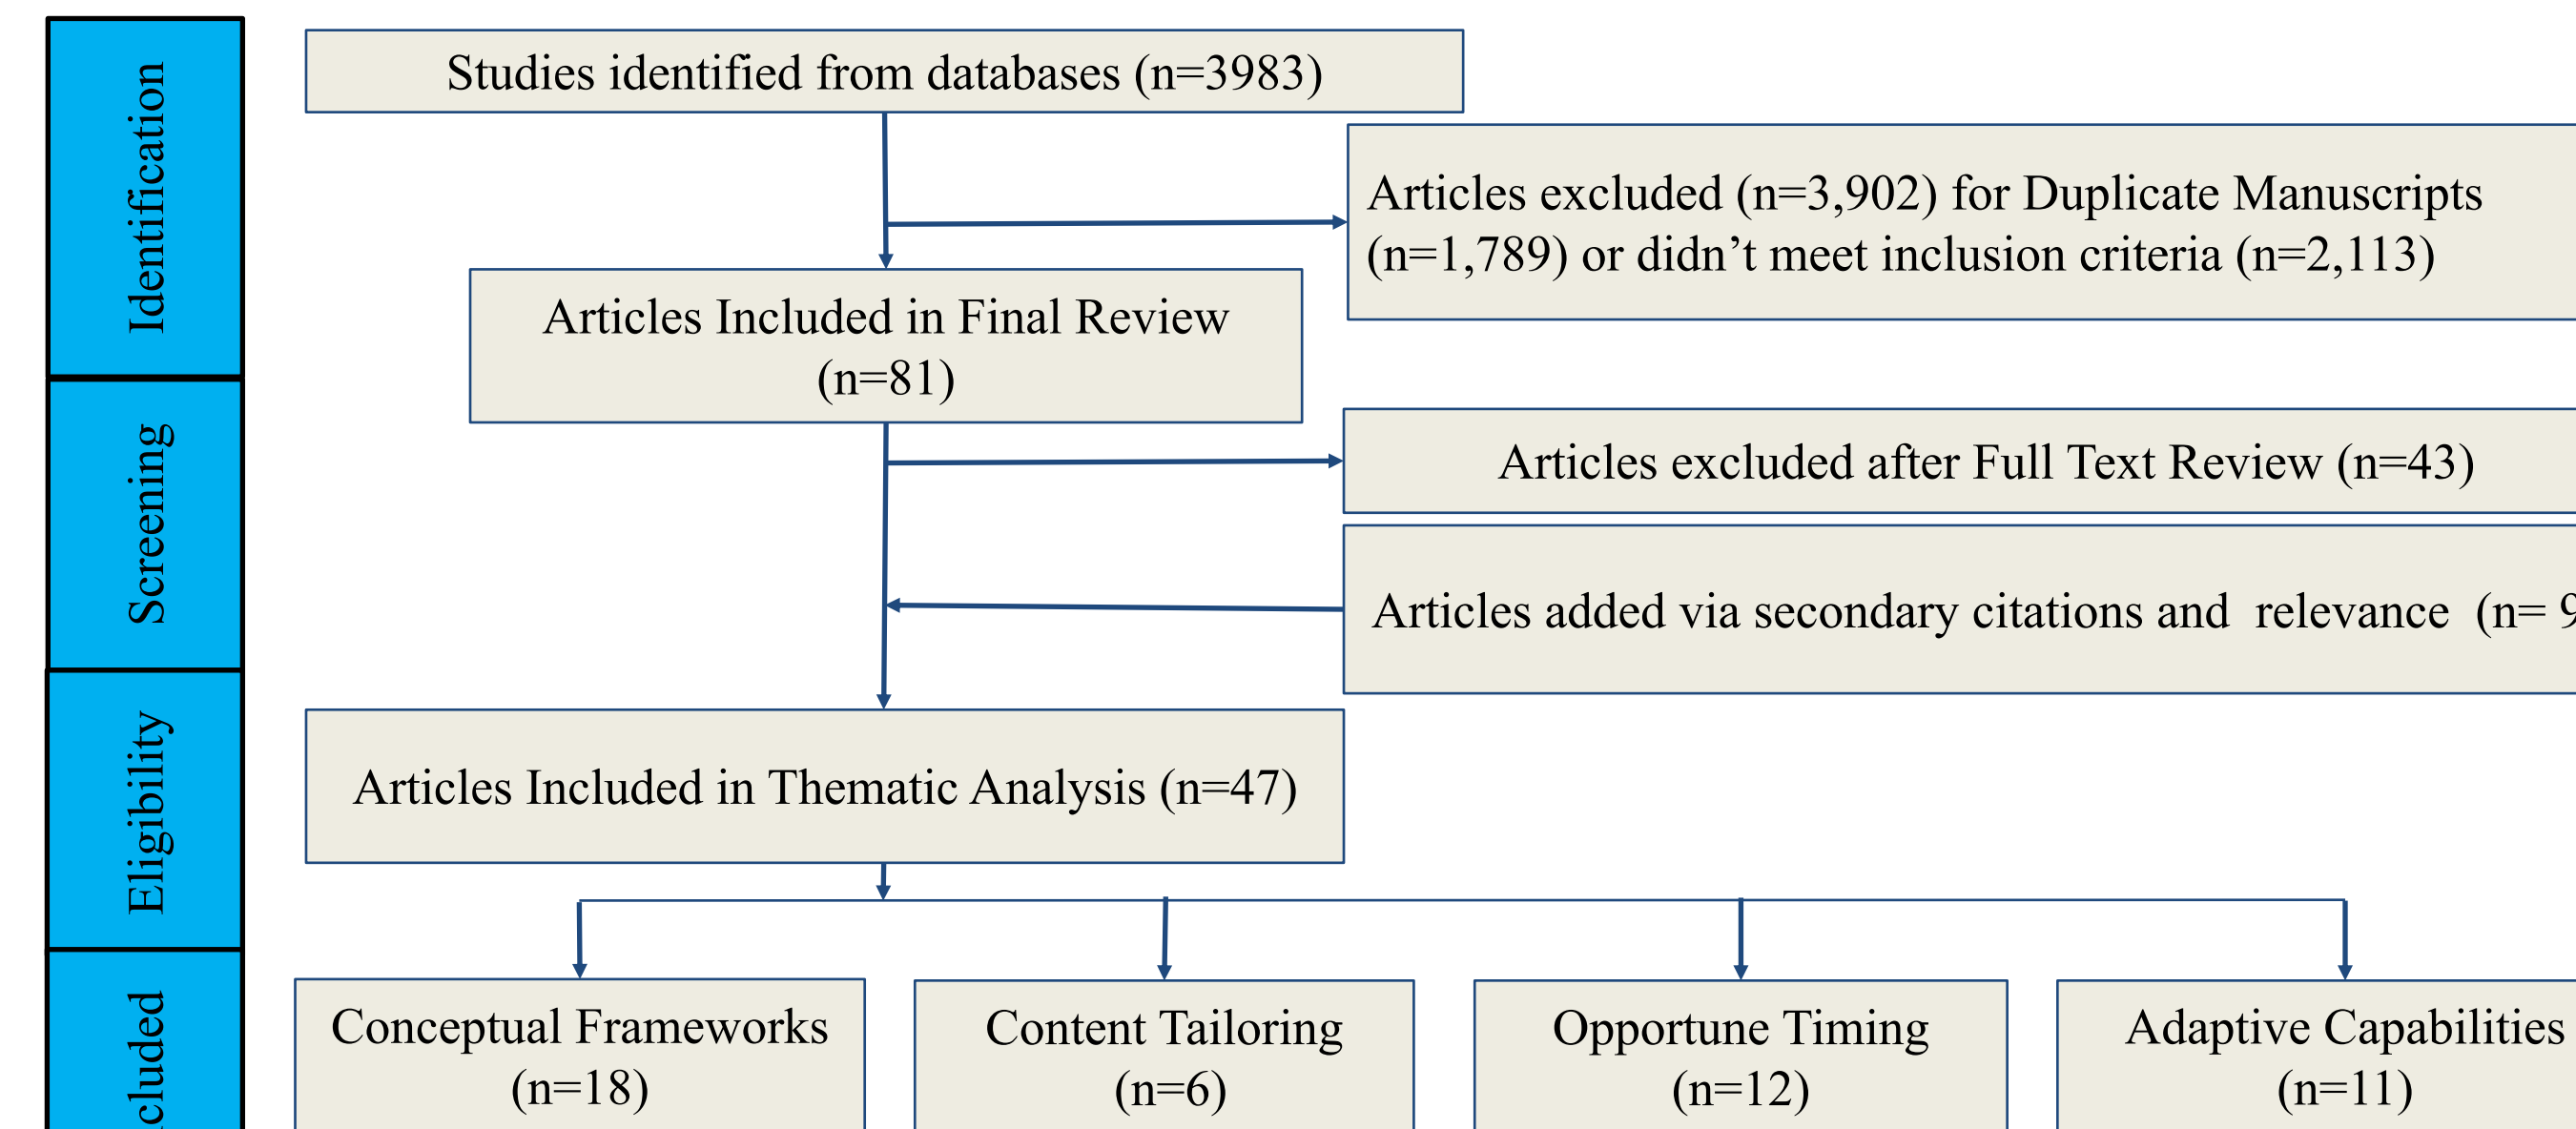 Identification
Studies identified from databases (n=3983)
Articles excluded (n=3,902) for Duplicate Manuscripts
(n=1,789) or didn’t meet inclusion criteria (n=2,113)
Articles Included in Final Review
(n=81)
Screening
Articles excluded after Full Text Review (n=43)
Articles added via secondary citations and relevance (n= 9
Eligibility
Articles Included in Thematic Analysis (n=47)
Conceptual Frameworks
(n=18)
Content Tailoring
(n=6)
Opportune Timing
(n=12)
Adaptive Capabilities
(n=11)